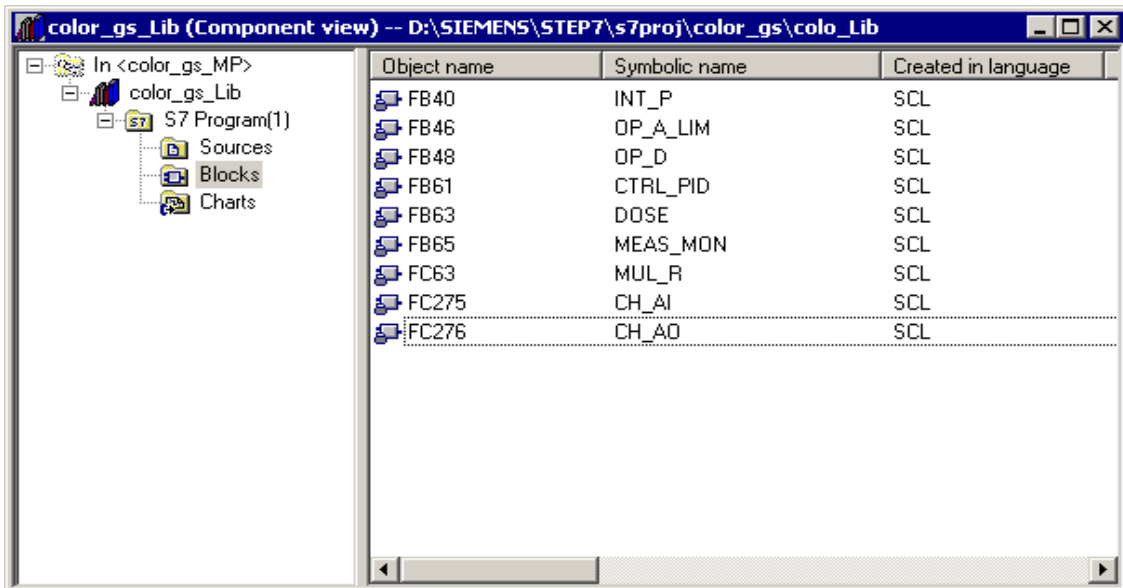 color_gs_Lib (Component view) -- D:\SIEMENS\STEP7\s7proj\color_gs\colo_Lib
In <color_gs_MP>
color_gs_Lib
S7 Program(1)
Sources
Blocks
Charts
Object name Symbolic name Created in language
FB40 INT_P SCL
FB46 OP_A_LIM SCL
FB48 OP_D SCL
FB61 CTRL_PID SCL
FB63 DOSE SCL
FB65 MEAS_MON SCL
FC63 MUL_R SCL
FC275 CH_AI SCL
FC276 CH_AO SCL